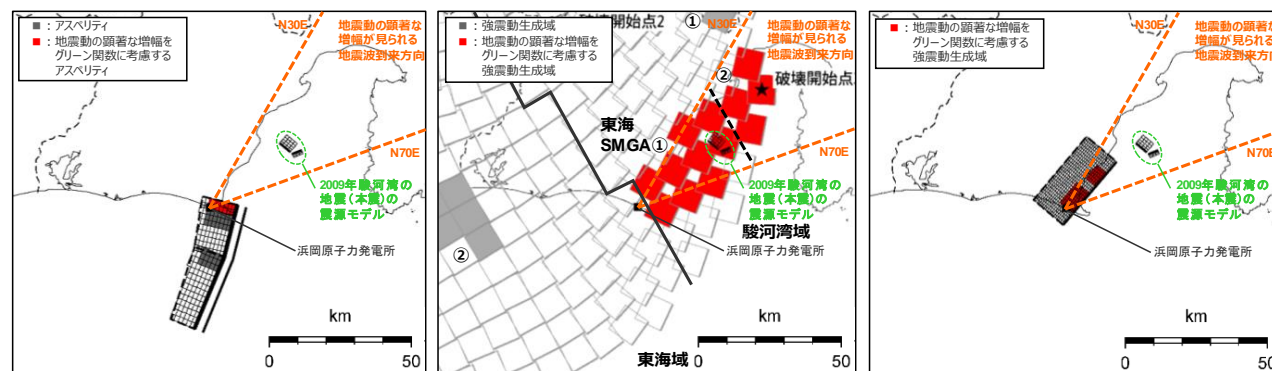 ：アスペリティ
：地震動の顕著な増幅を
グリーン関数に考慮する
アスペリティ
N30E
地震動の顕著な
増幅が見られる
地震波到来方向
N70E
2009年駿河湾の
地震（本震）の
震源モデル
浜岡原子力発電所
km
0
50
：強震動生成域
：地震動の顕著な増幅を
グリーン関数に考慮する
強震動生成域
破壊開始点2
①
N30E
地震動の顕著な
増幅が見られる
地震波到来方向
②
破壊開始点
東海
SMGA①
N70E
2009年駿河湾の
地震（本震）の
震源モデル
駿河湾域
浜岡原子力発電所
②
km
0
50
東海域
：地震動の顕著な増幅を
グリーン関数に考慮する
強震動生成域
N30E
地震動の顕著な
増幅が見られる
地震波到来方向
N70E
2009年駿河湾の
地震（本震）の
震源モデル
浜岡原子力発電所
km
0
50